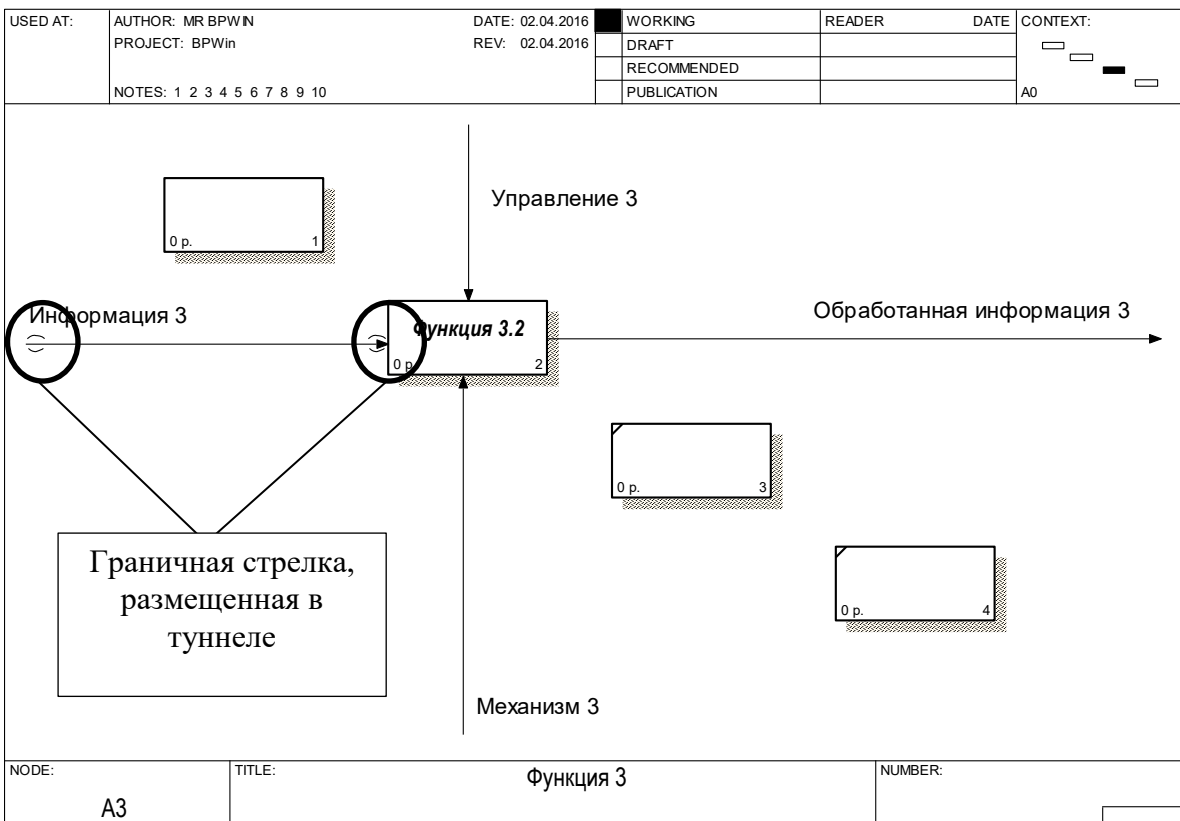 USED AT:
AUTHOR: MR BPWIN
DATE: 02.04.2016
WORKING
READER
DATE
CONTEXT:
PROJECT: BPWin
REV: 02.04.2016
DRAFT
RECOMMENDED
NOTES: 1 2 3 4 5 6 7 8 9 10
PUBLICATION
A0
Управление 3
0 р.
1
Информация 3
Функция 3.2
0 р.
2
Обработанная информация 3
0 р.
3
Граничная стрелка,
размещенная в
туннеле
0 р.
4
Механизм 3
NODE:
TITLE:
Функция 3
NUMBER:
A3